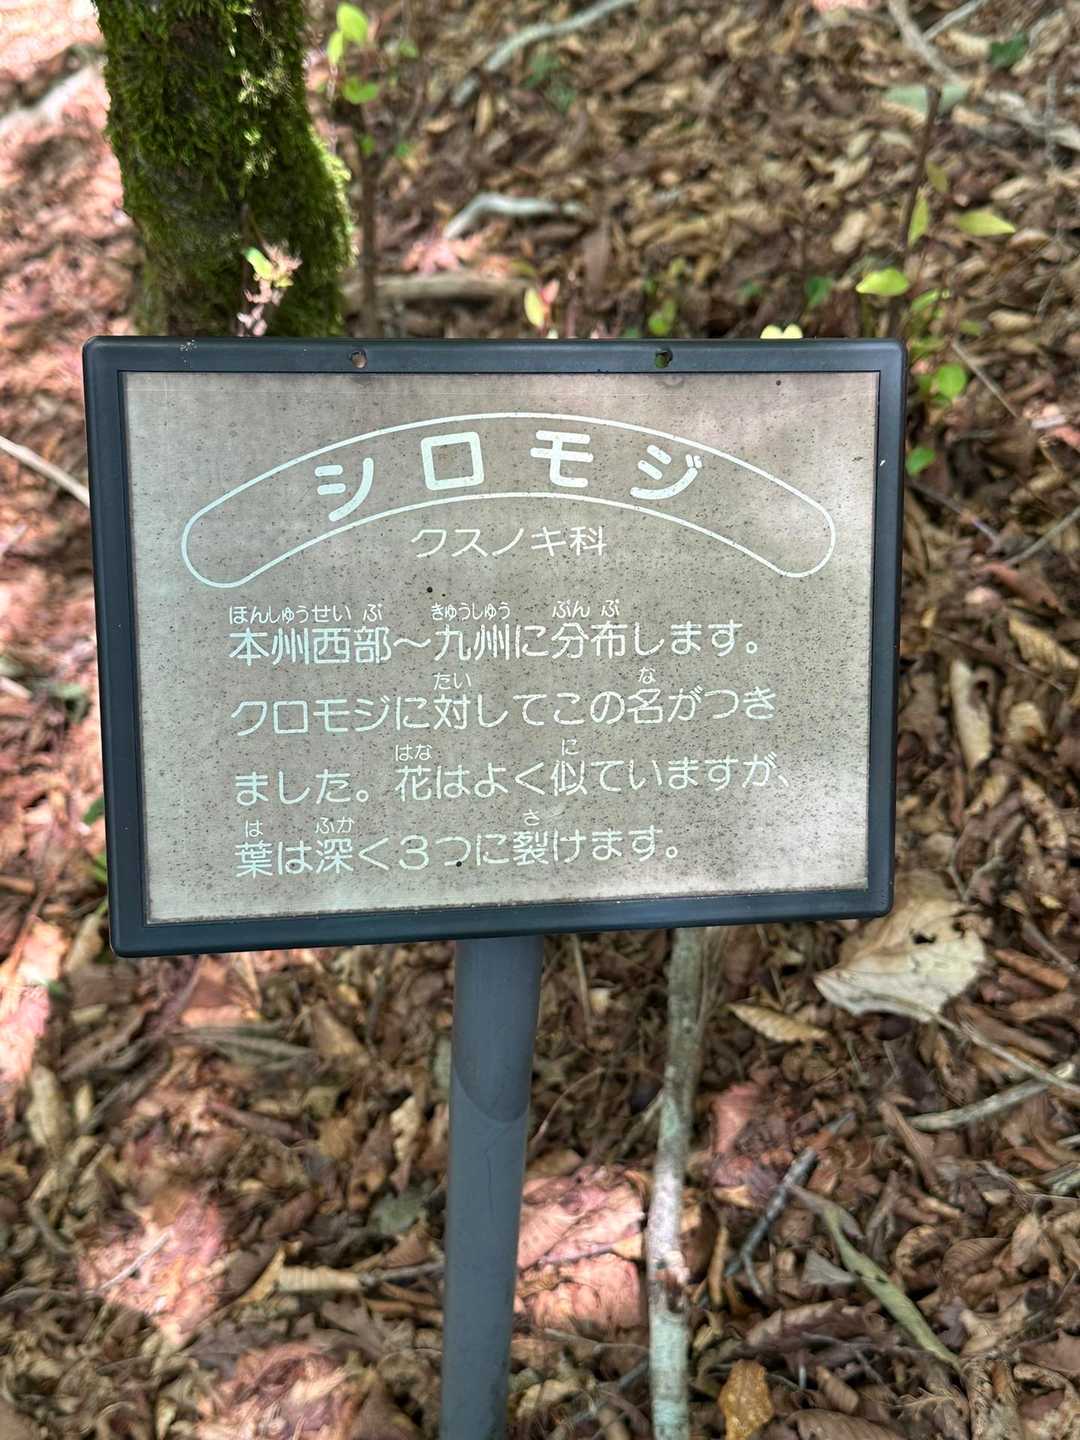 シロモジ
クスノキ科
ほんしゅうせい ぶ きゅうしゅう ぶん ぷ
本州西部～九州に分布します。
たい な
クロモジに対してこの名がつき
はな に
ました。花はよく似ていますが、
は ふか さ
葉は深く3つに裂けます。